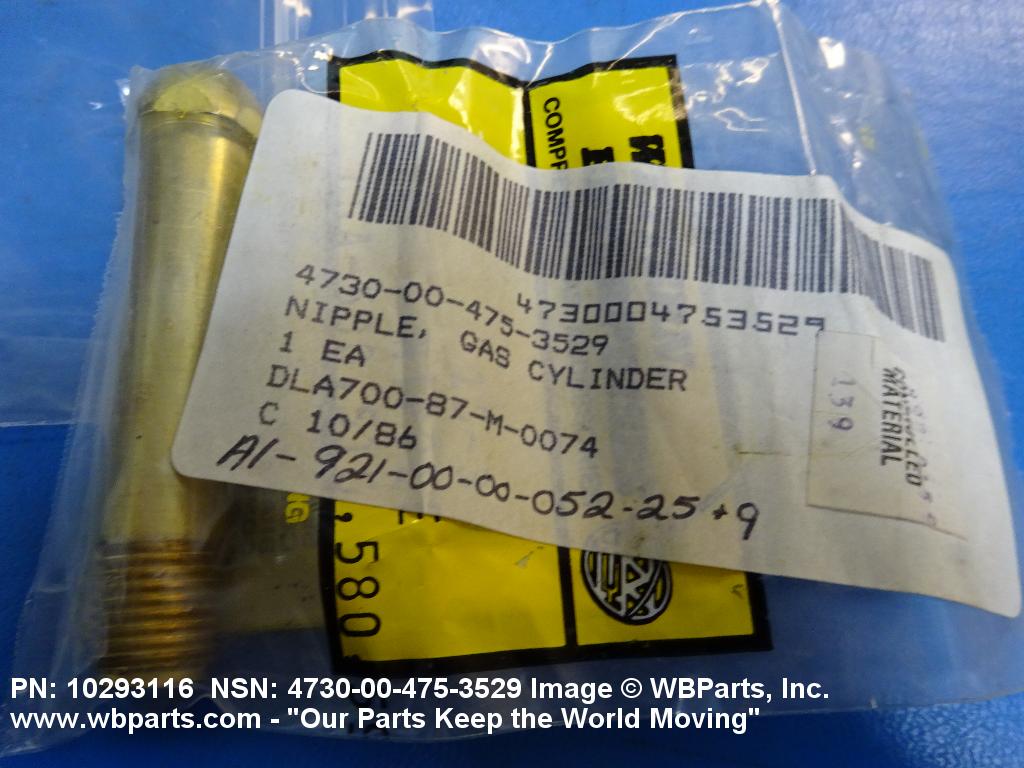 4730004753529
4730-00-475-3529
NIPPLE, GAS CYLINDER
1 EA
DLA700-87-M-0074
C 10/86
A1-921-00-00-052-25+9
139
MATERIAL
580
PN: 10293116 NSN: 4730-00-475-3529 Image © WBParts, Inc.
www.wbparts.com - "Our Parts Keep the World Moving"